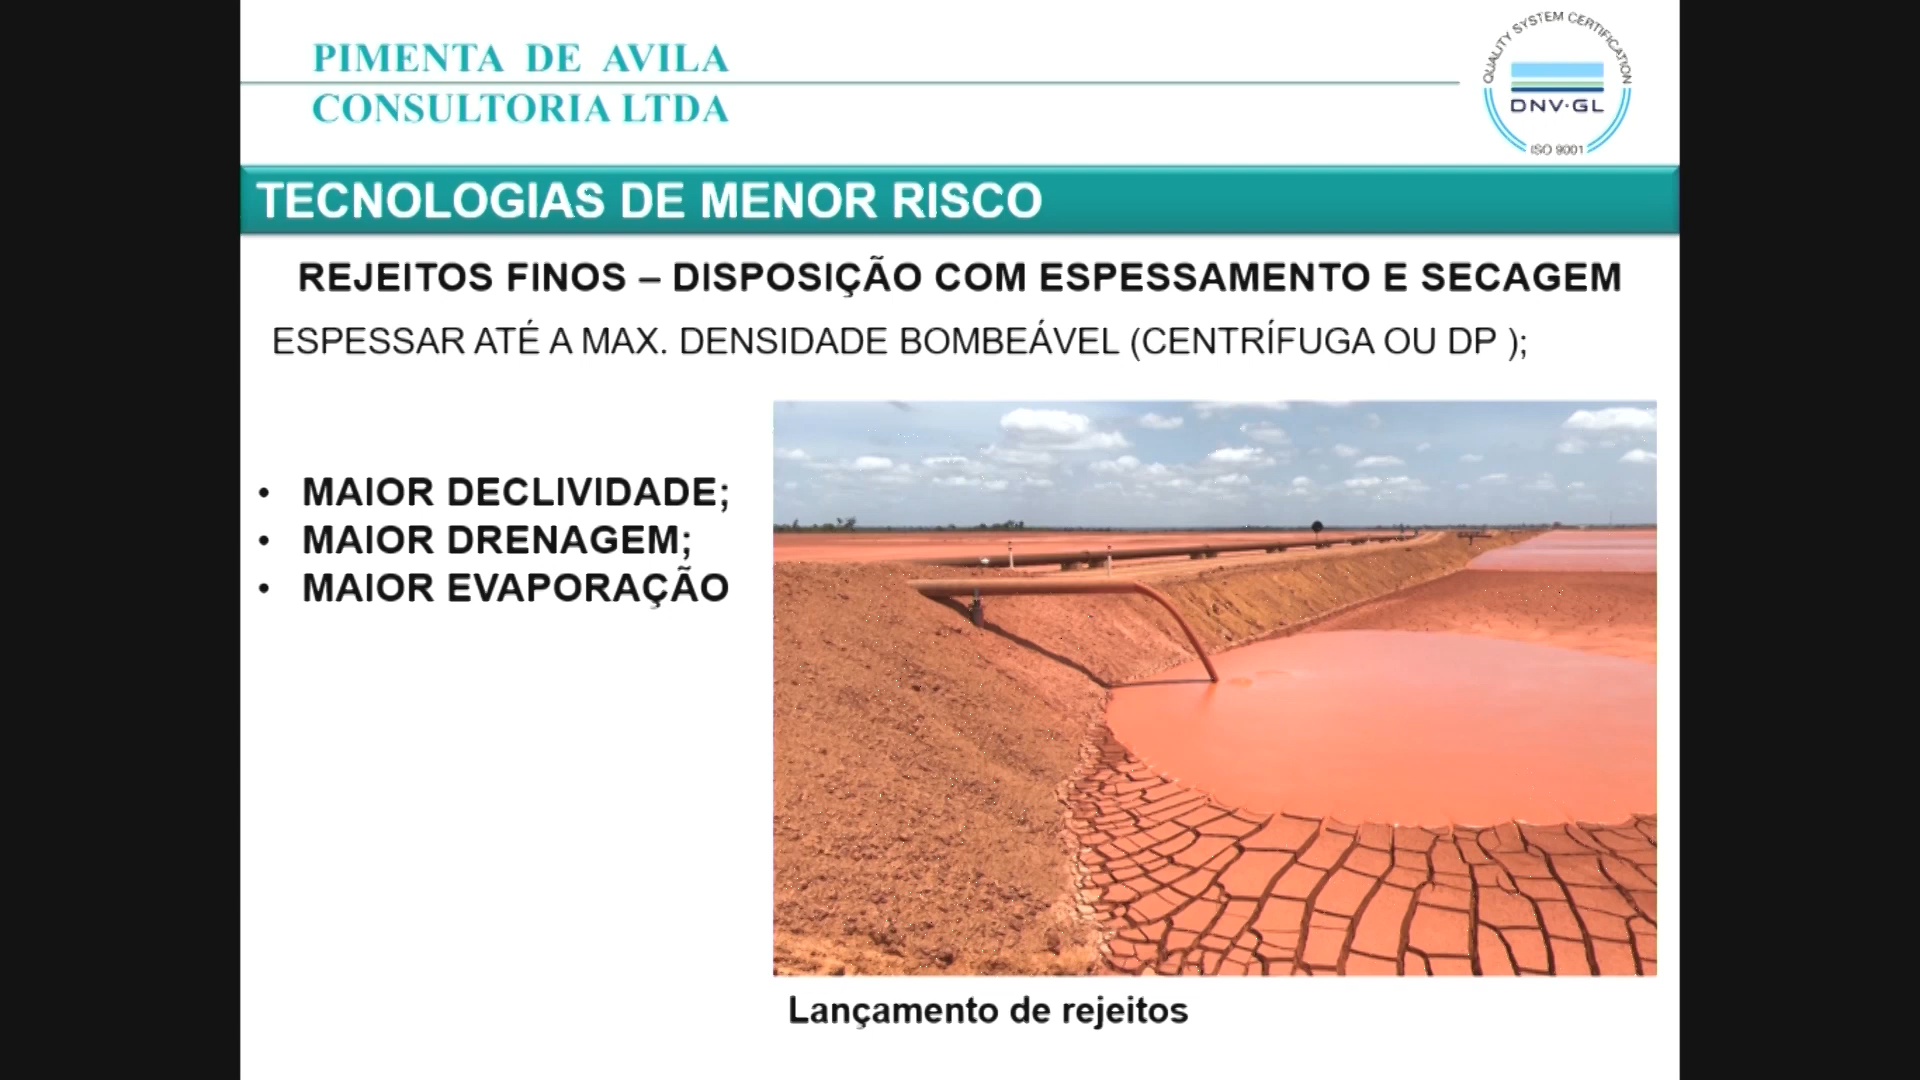 PIMENTA DE AVILA
CONSULTORIA LTDA
QUALITY SYSTEM CERTIFICATION
DNV·GL
ISO 9001
TECNOLOGIAS DE MENOR RISCO
REJEITOS FINOS – DISPOSIÇÃO COM ESPESSAMENTO E SECAGEM
ESPESSAR ATÉ A MAX. DENSIDADE BOMBEÁVEL (CENTRÍFUGA OU DP );
• MAIOR DECLIVIDADE;
• MAIOR DRENAGEM;
• MAIOR EVAPORAÇÃO
Lançamento de rejeitos